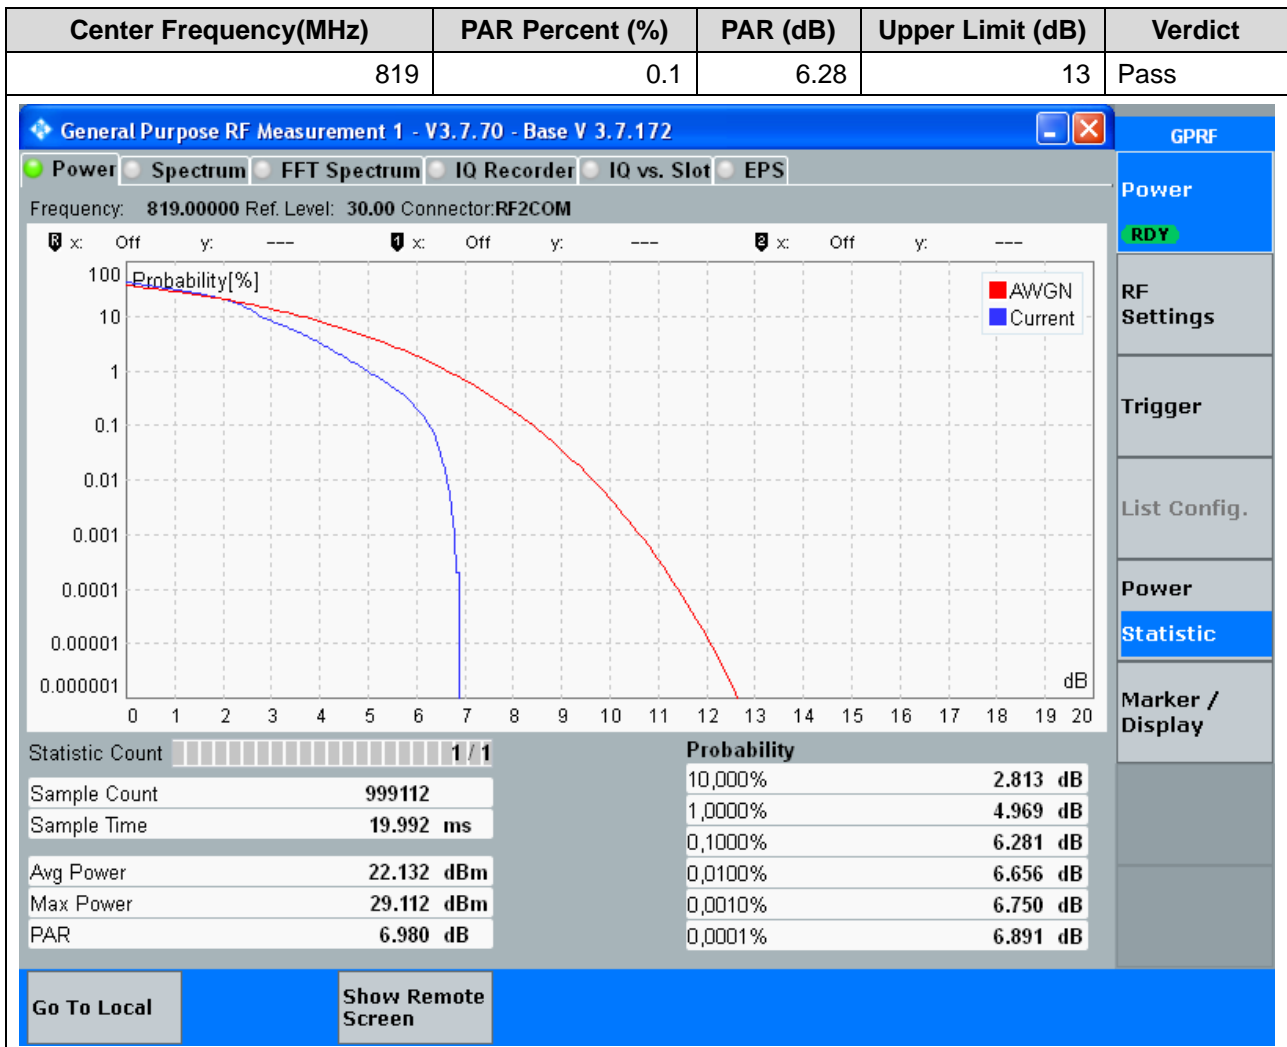 Center Frequency(MHz) PAR Percent (%) PAR (dB) Upper Limit (dB) Verdict
819 0.1 6.28 13 Pass
General Purpose RF Measurement 1 - V3.7.70 - Base V 3.7.172
GPRF
Power Spectrum FFT Spectrum IQ Recorder IQ vs. Slot EPS
Power
RDY
Frequency: 819.00000 Ref. Level: 30.00 Connector:RF2COM
R x: Off y: --- 1 x: Off y: --- 2 x: Off y: ---
Probability[%]
AWGN
Current
100
10
1
0.1
0.01
0.001
0.0001
0.00001
0.000001
dB
0 1 2 3 4 5 6 7 8 9 10 11 12 13 14 15 16 17 18 19 20
RF
Settings
Trigger
List Config.
Power
Statistic
Marker /
Display
Statistic Count 1 / 1
Sample Count 999112
Sample Time 19.992 ms
Avg Power 22.132 dBm
Max Power 29.112 dBm
PAR 6.980 dB
Probability
10,000% 2.813 dB
1,0000% 4.969 dB
0,1000% 6.281 dB
0,0100% 6.656 dB
0,0010% 6.750 dB
0,0001% 6.891 dB
Go To Local
Show Remote
Screen